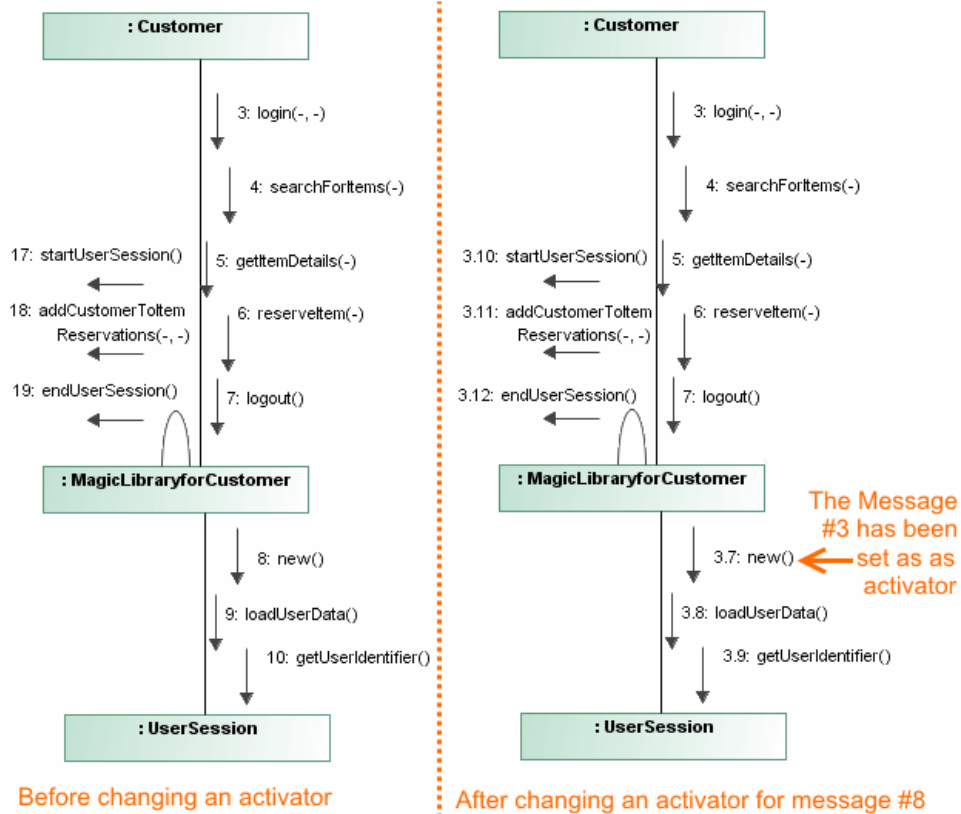 : Customer
3: login(-, -)
4: searchForItems(-)
17: startUserSession()
5: getItemDetails(-)
18: addCustomerToItem
Reservations(-, -)
6: reserveItem(-)
19: endUserSession()
7: logout()
: MagicLibraryforCustomer
8: new()
9: loadUserData()
10: getUserIdentifier()
: UserSession
Before changing an activator
: Customer
3: login(-, -)
4: searchForItems(-)
3.10: startUserSession()
5: getItemDetails(-)
3.11: addCustomerToItem
Reservations(-, -)
6: reserveItem(-)
3.12: endUserSession()
7: logout()
: MagicLibraryforCustomer
The Message
#3 has been
set as as
activator
3.7: new()
3.8: loadUserData()
3.9: getUserIdentifier()
: UserSession
After changing an activator for message #8